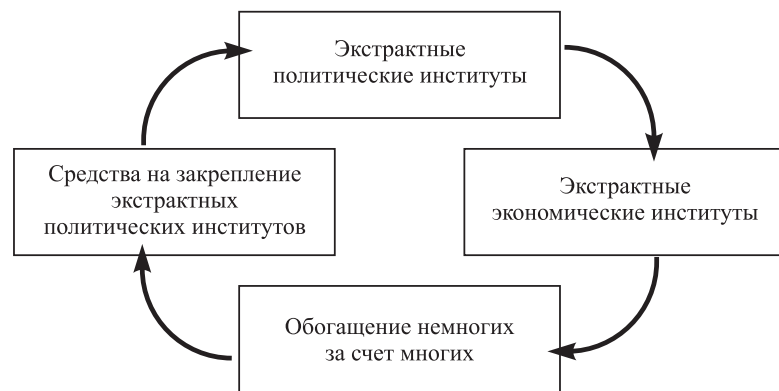 Экстрактные
политические институты
Средства на закрепление
экстрактных
политических институтов
Экстрактные
экономические институты
Обогащение немногих
за счет многих